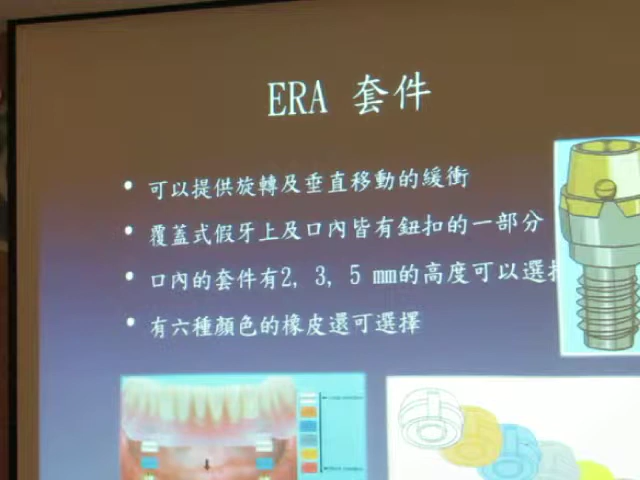 ERA 套件
• 可以提供旋轉及垂直移動的緩衝
• 覆蓋式假牙上及口內皆有鈕扣的一部分
• 口內的套件有2, 3, 5 mm的高度可以選
• 有六種顏色的橡皮還可選擇